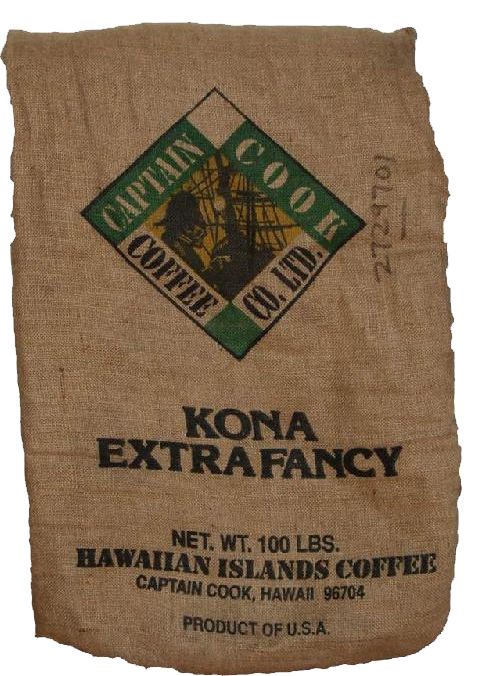 CAPTAIN COOK
COFFEE CO. LTD.
2729701
KONA
EXTRA FANCY
NET. WT. 100 LBS.
HAWAIIAN ISLANDS COFFEE
CAPTAIN COOK, HAWAII 96704
PRODUCT OF U.S.A.